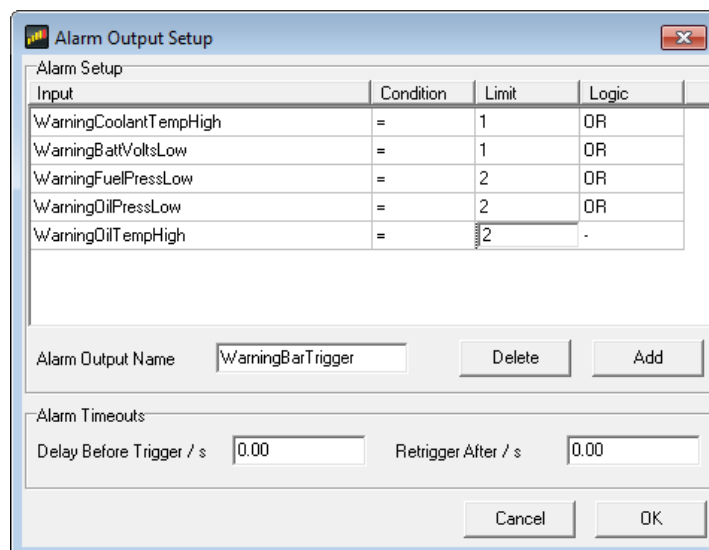 Alarm Output Setup
Alarm Setup
Input Condition Limit Logic
WarningCoolantTempHigh = 1 OR
WarningBattVoltsLow = 1 OR
WarningFuelPressLow = 2 OR
WarningOilPressLow = 2 OR
WarningOilTempHigh = 2 -
Alarm Output Name WarningBarTrigger Delete Add
Alarm Timeouts
Delay Before Trigger / s 0.00 Retrigger After / s 0.00
Cancel OK